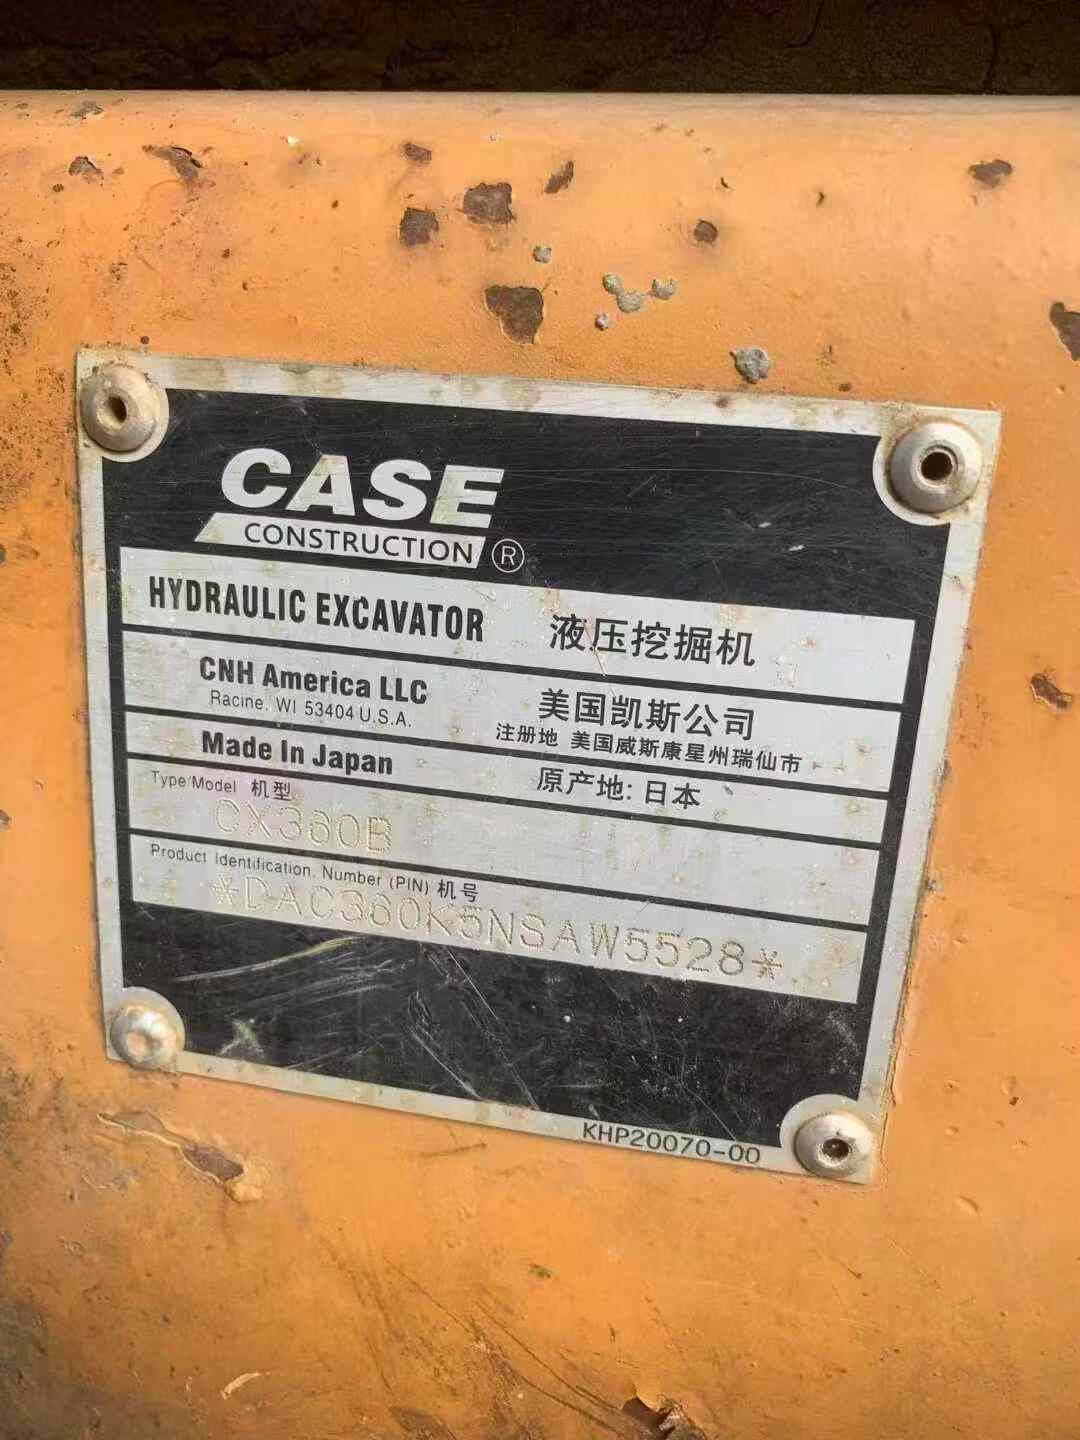 CASE
CONSTRUCTION ®
HYDRAULIC EXCAVATOR 液压挖掘机
CNH America LLC 美国凯斯公司
Racine, WI 53404 U.S.A. 注册地 美国威斯康星州瑞仙市
Made In Japan 原产地: 日本
Type Model 机型
CX360B
Product Identification Number (PIN) 机号
*DAC360K5NSAW5528*
KHP20070-00